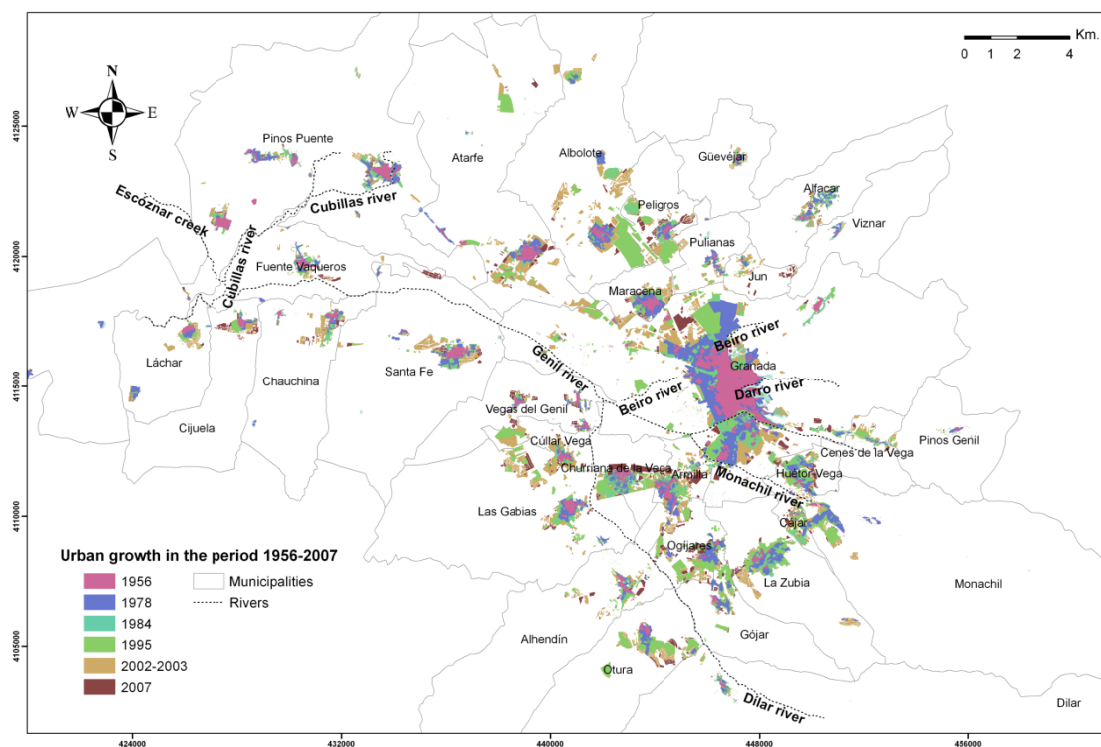 Km.
0 1 2 4
N
W E
S
4125000
4120000
4115000
4110000
4105000
Pinos Puente
Atarfe
Albolote
Güevéjar
Alfacar
Escóznar creek
Cubillas river
Peligros
Viznar
Pulianas
Cubillas river
Fuente Vaqueros
Jun
Maracena
Beiro river
Láchar
Chauchina
Santa Fe
Genil river
Granada
Beiro river
Darro river
Cijuela
Vegas del Genil
Pinos Genil
Cúllar Vega
Cenes de la Vega
Churriana de la Veca
Armilla
Huétor Vega
Monachil river
Las Gabias
Cájar
Ogíjares
La Zubia
Monachil
Alhendín
Gójar
Otura
Dilar river
Dilar
Urban growth in the period 1956-2007
1956
1978
1984
1995
2002-2003
2007
Municipalities
Rivers
424000
432000
440000
448000
456000